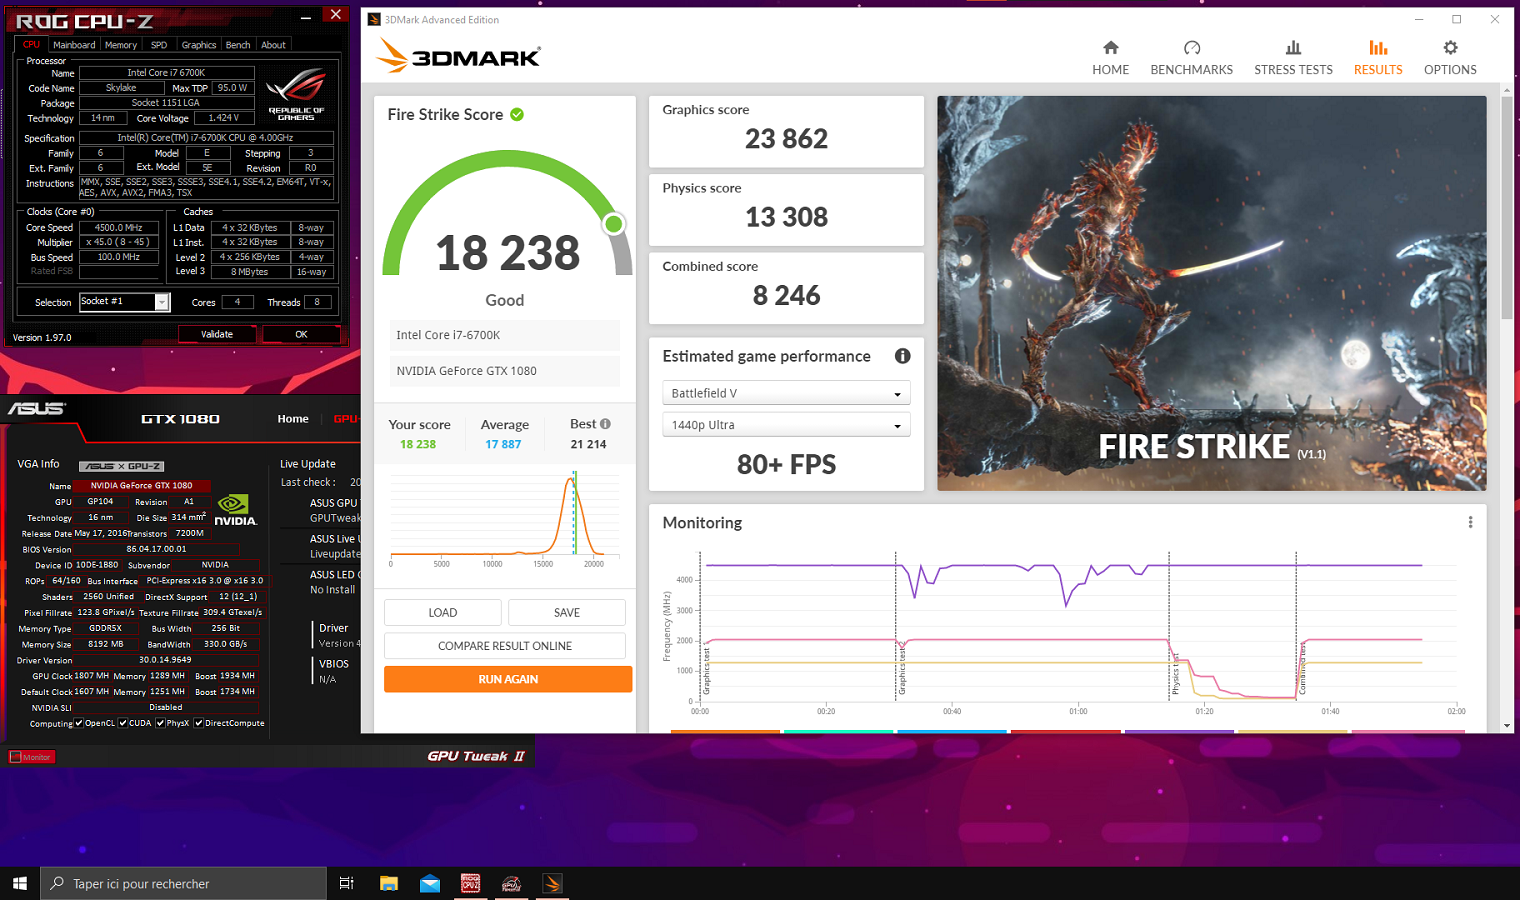 ROG CPU-Z
CPU Mainboard Memory SPD Graphics Bench About
Processor
Name Intel Core i7 6700K
Code Name Skylake Max TDP 95.0 W
Package Socket 1151 LGA
Technology 14 nm Core Voltage 1.424 V
REPUBLIC OF
GAMERS
Specification Intel(R) Core(TM) i7-6700K CPU @ 4.00GHz
Family 6 Model E Stepping 3
Ext. Family 6 Ext. Model 5E Revision R0
Instructions MMX, SSE, SSE2, SSE3, SSSE3, SSE4.1, SSE4.2, EM64T, VT-x,
AES, AVX, AVX2, FMA3, TSX
Clocks (Core #0) Caches
Core Speed 4500.0 MHz L1 Data 4 x 32 KBytes 8-way
Multiplier x 45.0 ( 8 - 45 ) L1 Inst. 4 x 32 KBytes 8-way
Bus Speed 100.0 MHz Level 2 4 x 256 KBytes 4-way
Rated FSB Level 3 8 MBytes 16-way
Selection Socket #1 Cores 4 Threads 8
Version 1.97.0 Validate OK
ASUS GTX 1080 Home GPU-
VGA Info ASUS x GPU-Z
Name NVIDIA GeForce GTX 1080
GPU GP104 Revision A1
Technology 16 nm Die Size 314 mm2
NVIDIA.
Release Date May 17, 2016 Transistors 7200M
BIOS Version 86.04.17.00.01
Device ID 10DE-1B80 Subvendor NVIDIA
ROPs 64/160 Bus Interface PCI-Express x16 3.0 @ x16 3.0
Shaders 2560 Unified DirectX Support 12 (12_1)
Pixel Fillrate 123.8 GPixel/s Texture Fillrate 309.4 GTexel/s
Memory Type GDDR5X Bus Width 256 Bit
Memory Size 8192 MB BandWidth 330.0 GB/s
Driver Version 30.0.14.9649
GPU Clock 1807 MH Memory 1289 MH Boost 1934 MH
Default Clock 1607 MH Memory 1251 MH Boost 1734 MH
NVIDIA SLI Disabled
Computing OpenCL CUDA PhysX DirectCompute
Live Update
Last check : 20
ASUS GPU
GPUTweak
ASUS Live U
Liveupdate
ASUS LED
No Install
Driver
Version 4
VBIOS
N/A
Monitor
GPU Tweak II
3DMark Advanced Edition
3DMARK
HOME BENCHMARKS STRESS TESTS RESULTS OPTIONS
Fire Strike Score
18 238
Good
Intel Core i7-6700K
NVIDIA GeForce GTX 1080
Your score Average Best
18 238 17 887 21 214
0 5000 10000 15000 20000
LOAD SAVE
COMPARE RESULT ONLINE
RUN AGAIN
Graphics score
23 862
Physics score
13 308
Combined score
8 246
Estimated game performance
Battlefield V
1440p Ultra
80+ FPS
FIRE STRIKE (V1.1)
Monitoring
Frequency (MHz)
4000
3000
2000
1000
0
Graphics test
Graphics test
Physics test
Combined test
00:00 00:20 00:40 01:00 01:20 01:40 02:00
Taper ici pour rechercher